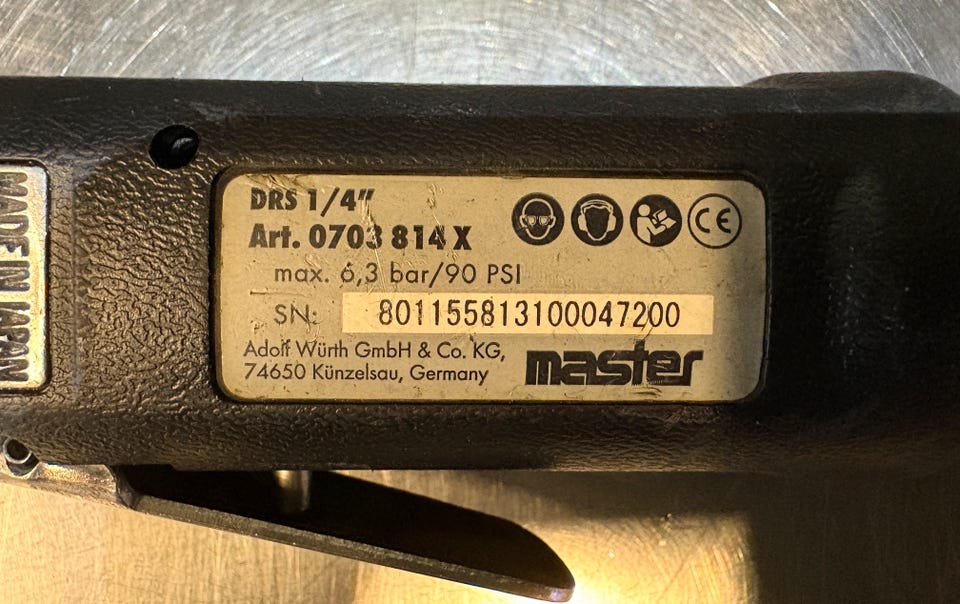 MADE IN JAPAN
DRS 1/4"
Art. 0703 814 X
CE
max. 6,3 bar/90 PSI
SN: 801155813100047200
Adolf Würth GmbH & Co. KG,
74650 Künzelsau, Germany
master